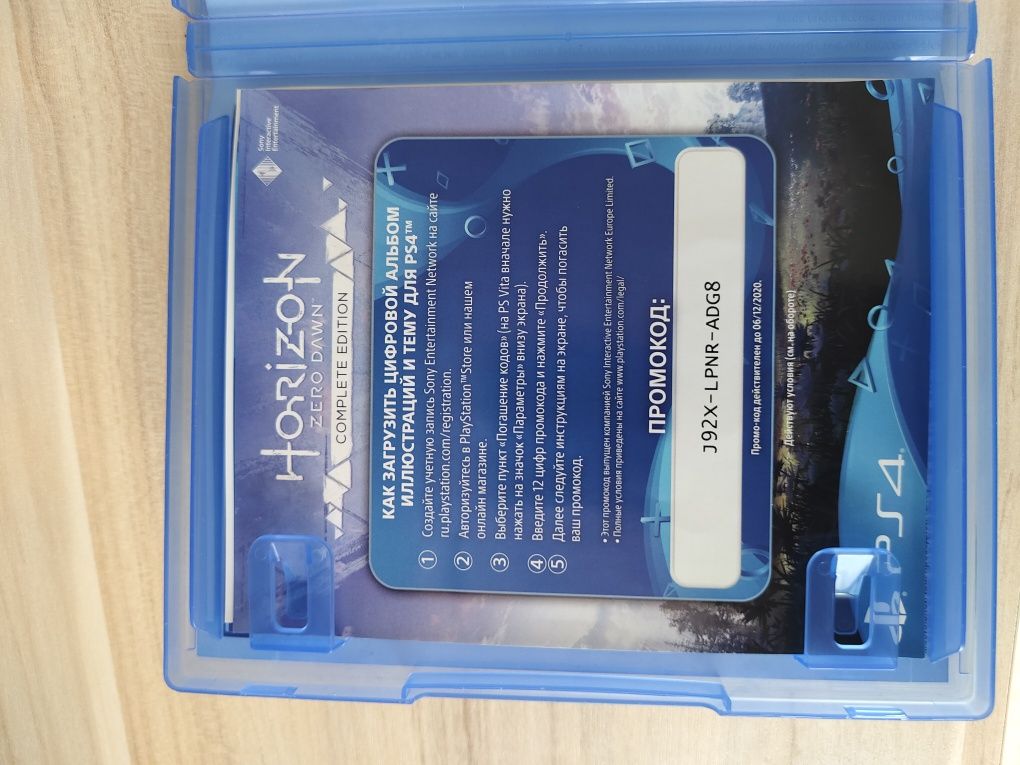 Sony
Interactive
Entertainment
HORIZON
ZERO DAWN™
COMPLETE EDITION
КАК ЗАГРУЗИТЬ ЦИФРОВОЙ АЛЬБОМ
ИЛЛЮСТРАЦИЙ И ТЕМУ ДЛЯ PS4™
1 Создайте учетную запись Sony Entertainment Network на сайте
ru.playstation.com/registration.
2 Авторизуйтесь в PlayStation™Store или нашем
онлайн магазине.
3 Выберите пункт «Погашение кодов» (на PS Vita вначале нужно
нажать на значок «Параметры» внизу экрана).
4 Введите 12 цифр промокода и нажмите «Продолжить».
5 Далее следуйте инструкциям на экране, чтобы погасить
ваш промокод.
• Этот промокод выпущен компанией Sony Interactive Entertainment Network Europe Limited.
• Полные условия приведены на сайте www.playstation.com/legal/
ПРОМОКОД:
J92X-LPNR-ADG8
Промо-код действителен до 06/12/2020.
Действуют условия (см. на обороте)
PS4™